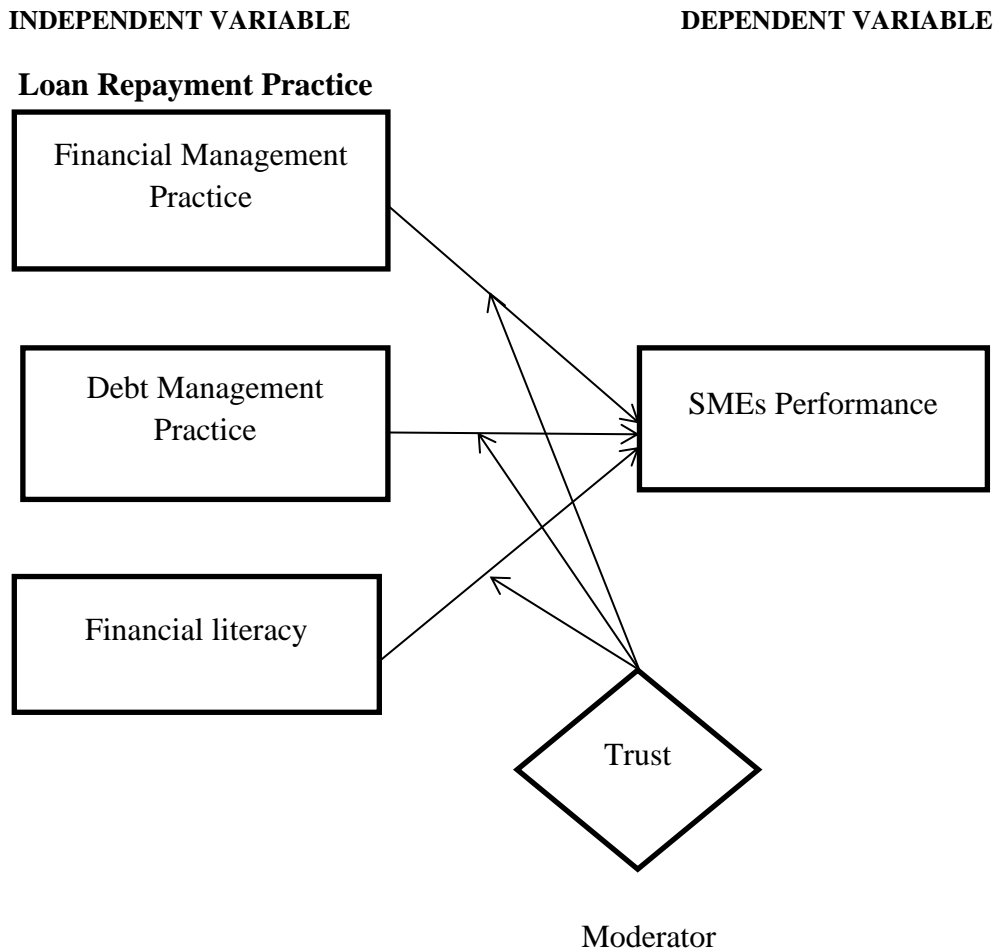 INDEPENDENT VARIABLE
DEPENDENT VARIABLE
Loan Repayment Practice
Financial Management
Practice
Debt Management
Practice
SMEs Performance
Financial literacy
Trust
Moderator